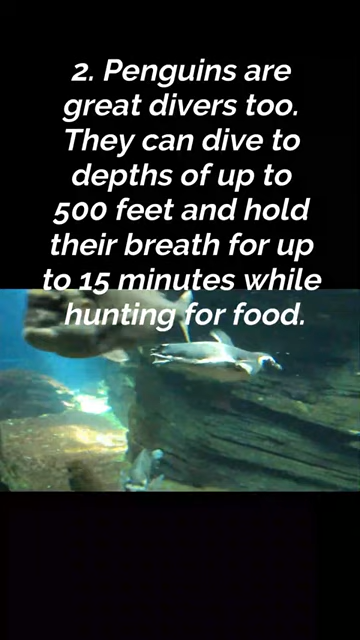 2. Penguins are
great divers too.
They can dive to
depths of up to
500 feet and hold
their breath for up
to 15 minutes while
hunting for food.